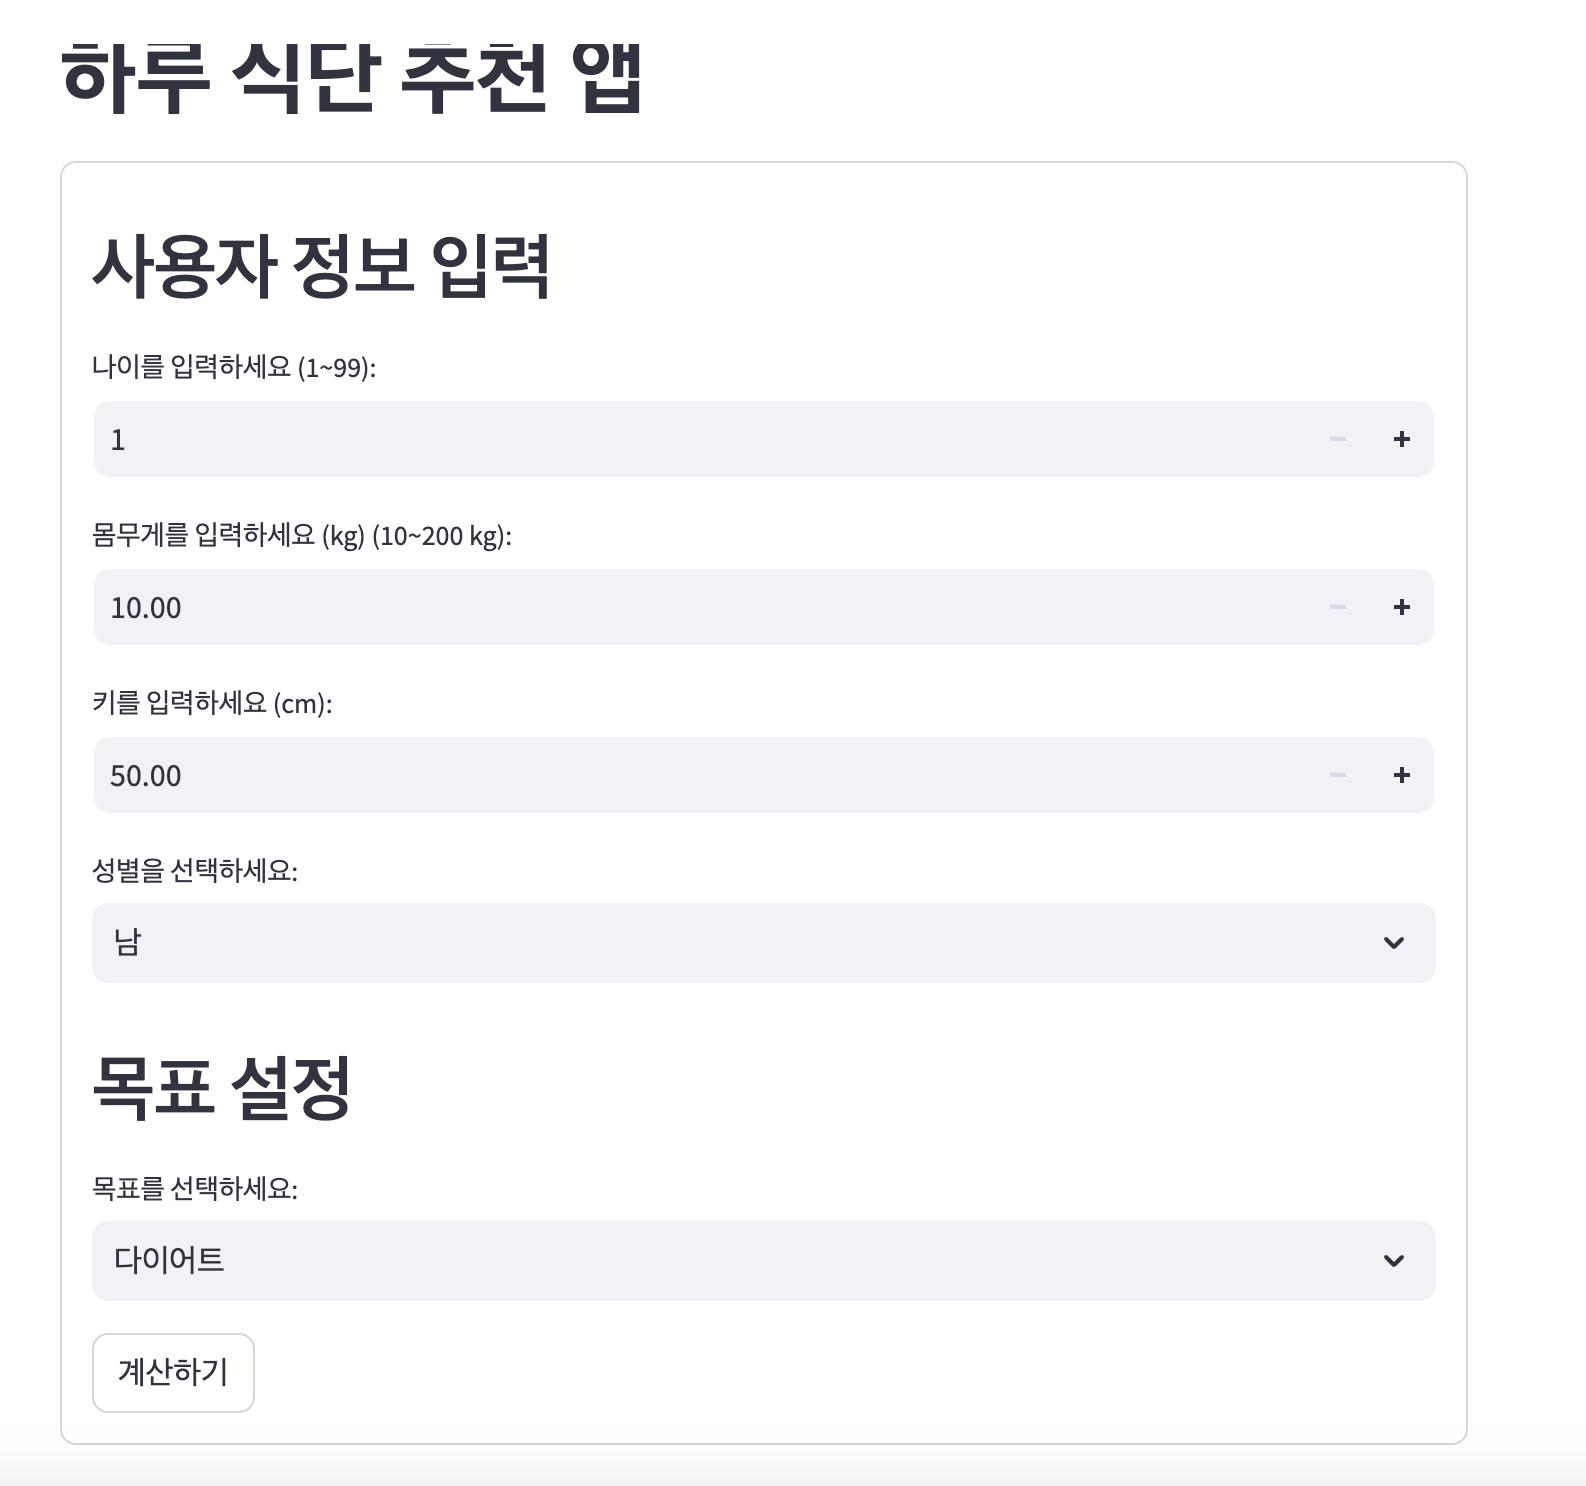 하루 식단 추천 앱
사용자 정보 입력
나이를 입력하세요 (1~99):
1
몸무게를 입력하세요 (kg) (10~200 kg):
10.00
키를 입력하세요 (cm):
50.00
성별을 선택하세요:
남
목표 설정
목표를 선택하세요:
다이어트
계산하기